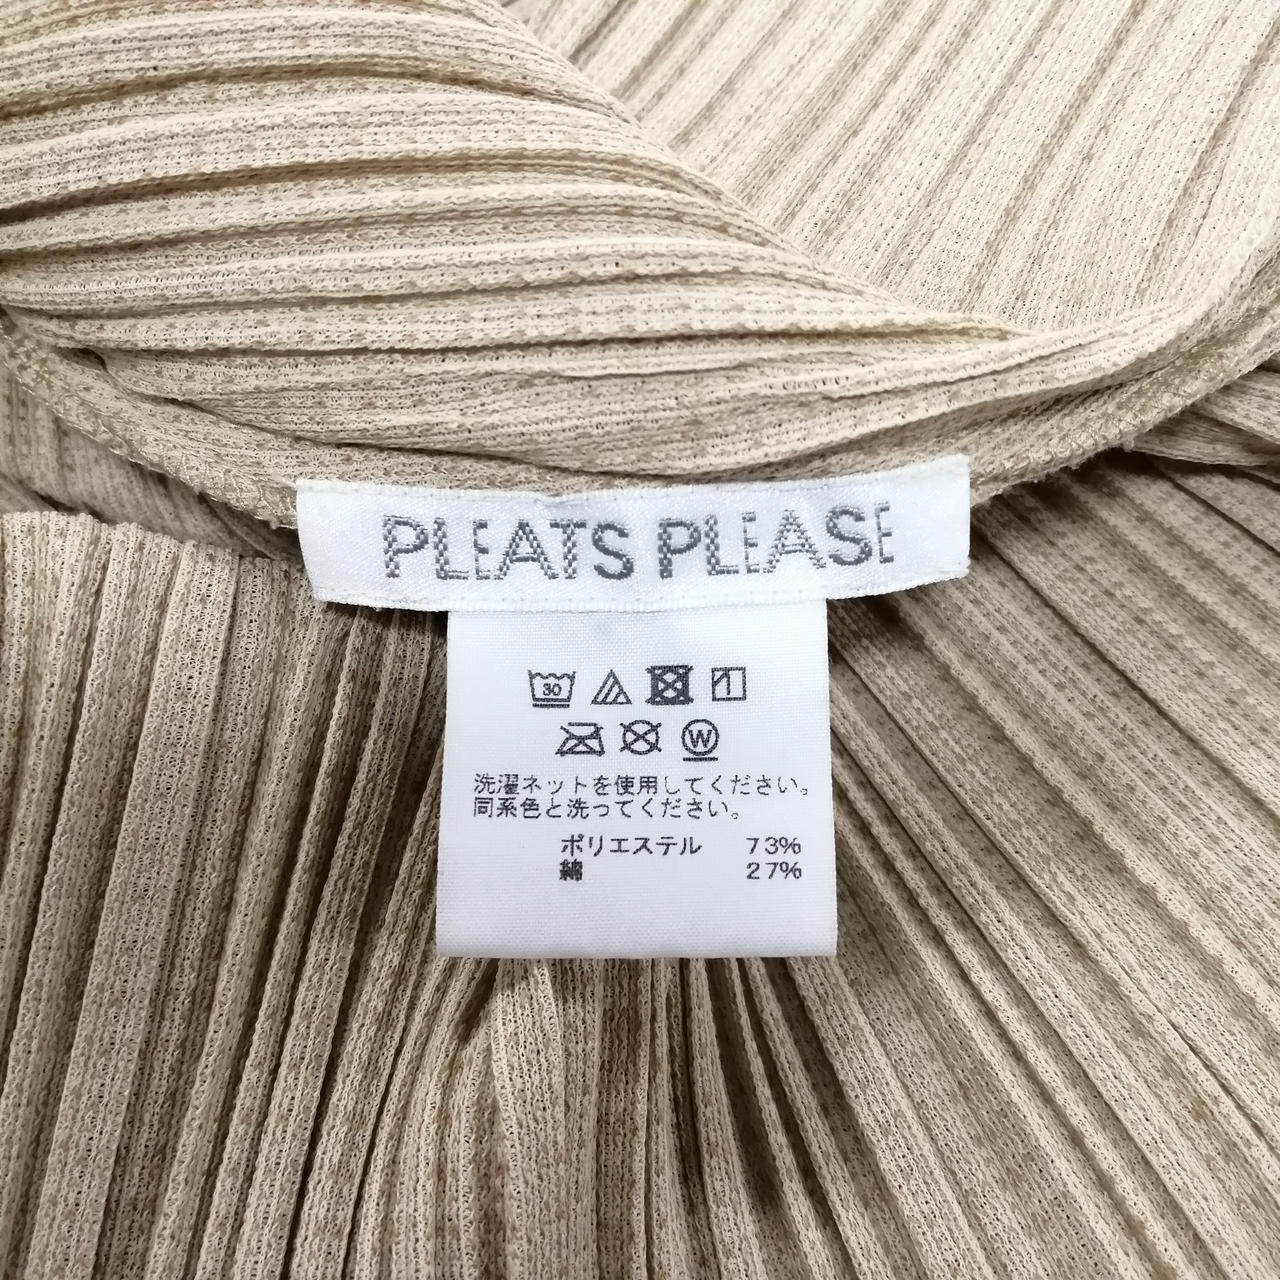 PLEATS PLEASE
30
W
洗濯ネットを使用してください。
同系色と洗ってください。
ポリエステル 73%
綿 27%